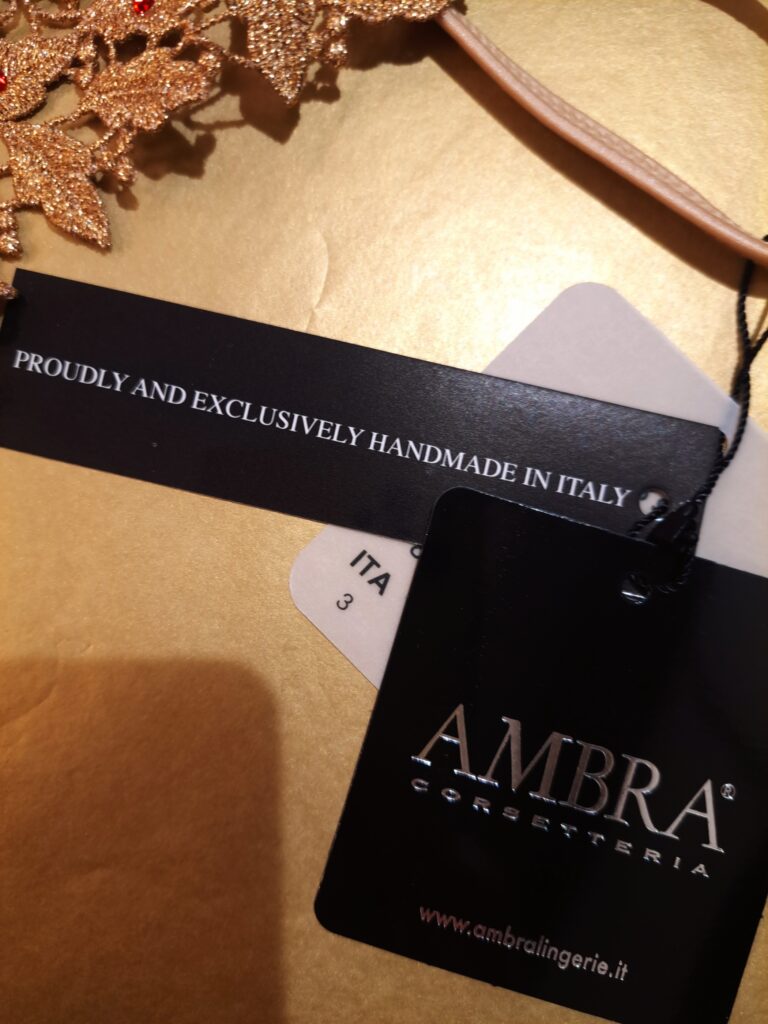 PROUDLY AND EXCLUSIVELY HANDMADE IN ITALY
ITA
3
AMBRA®
CORSETTERIA
www.ambralingerie.it